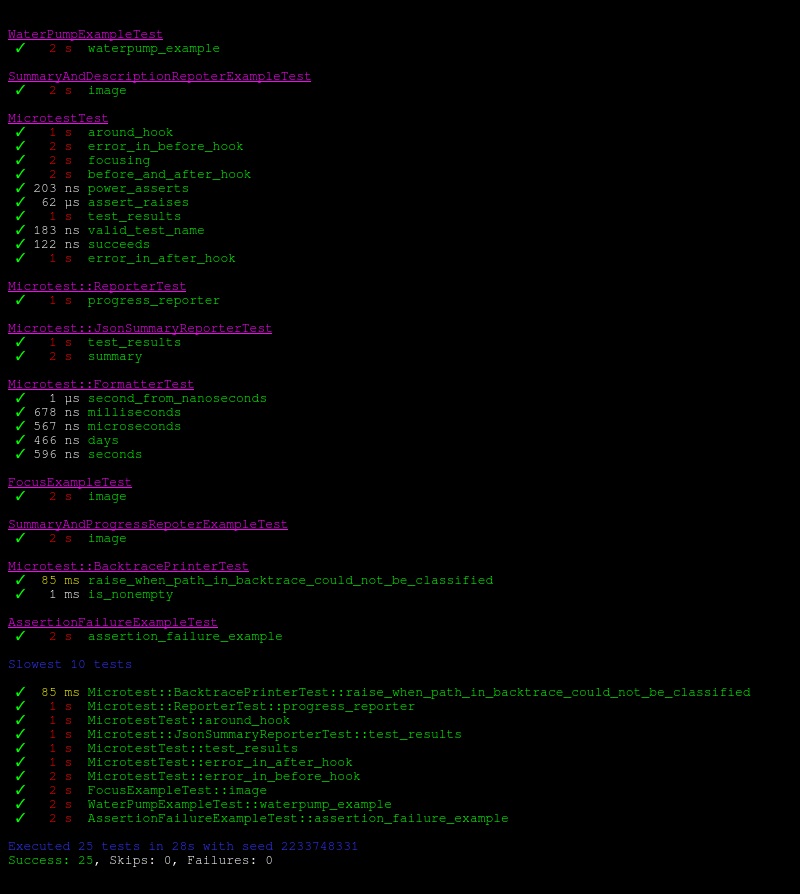 WaterPumpExampleTest
✓ 2 s waterpump_example
SummaryAndDescriptionRepoterExampleTest
✓ 2 s image
MicrotestTest
✓ 1 s around_hook
✓ 2 s error_in_before_hook
✓ 2 s focusing
✓ 2 s before_and_after_hook
✓ 203 ns power_asserts
✓ 62 µs assert_raises
✓ 1 s test_results
✓ 183 ns valid_test_name
✓ 122 ns succeeds
✓ 1 s error_in_after_hook
Microtest::ReporterTest
✓ 1 s progress_reporter
Microtest::JsonSummaryReporterTest
✓ 1 s test_results
✓ 2 s summary
Microtest::FormatterTest
✓ 1 µs second_from_nanoseconds
✓ 678 ns milliseconds
✓ 567 ns microseconds
✓ 466 ns days
✓ 596 ns seconds
FocusExampleTest
✓ 2 s image
SummaryAndProgressRepoterExampleTest
✓ 2 s image
Microtest::BacktracePrinterTest
✓ 85 ms raise_when_path_in_backtrace_could_not_be_classified
✓ 1 ms is_nonempty
AssertionFailureExampleTest
✓ 2 s assertion_failure_example
Slowest 10 tests
✓ 85 ms Microtest::BacktracePrinterTest::raise_when_path_in_backtrace_could_not_be_classified
✓ 1 s Microtest::ReporterTest::progress_reporter
✓ 1 s MicrotestTest::around_hook
✓ 1 s Microtest::JsonSummaryReporterTest::test_results
✓ 1 s MicrotestTest::test_results
✓ 1 s MicrotestTest::error_in_after_hook
✓ 2 s MicrotestTest::error_in_before_hook
✓ 2 s FocusExampleTest::image
✓ 2 s WaterPumpExampleTest::waterpump_example
✓ 2 s AssertionFailureExampleTest::assertion_failure_example
Executed 25 tests in 28s with seed 2233748331
Success: 25, Skips: 0, Failures: 0